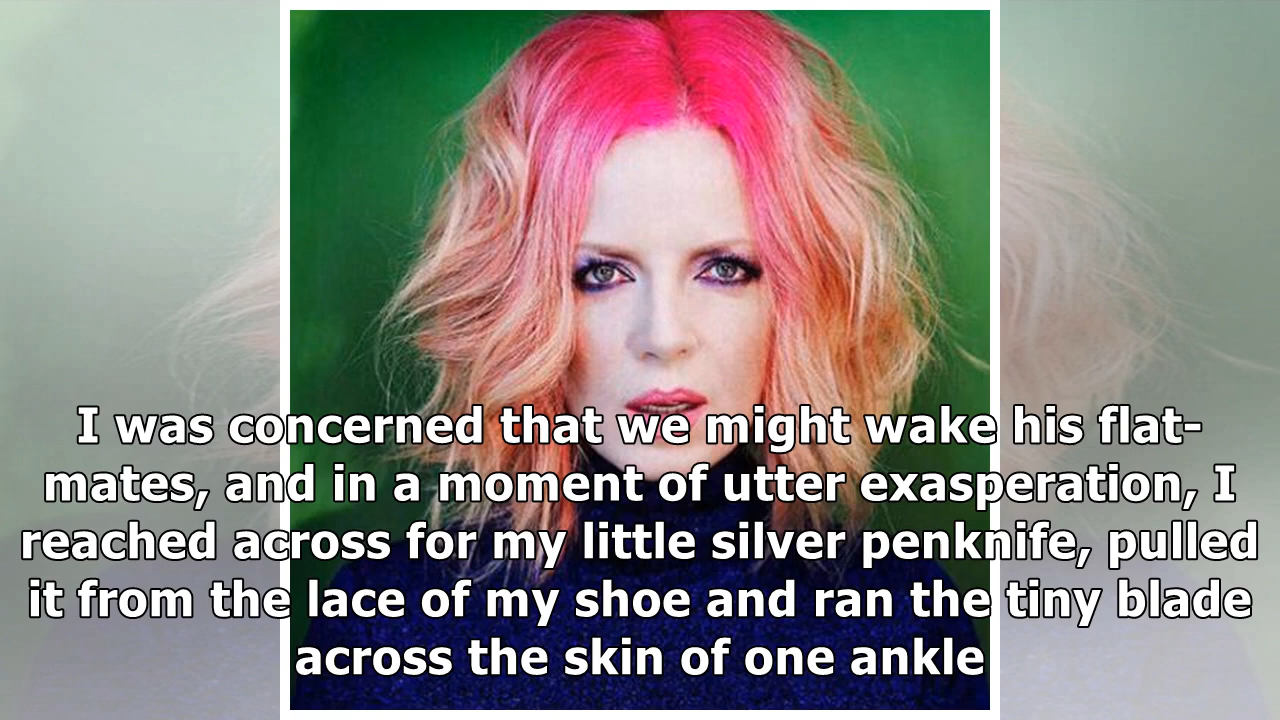 I was concerned that we might wake his flat-
mates, and in a moment of utter exasperation, I
reached across for my little silver penknife, pulled
it from the lace of my shoe and ran the tiny blade
across the skin of one ankle